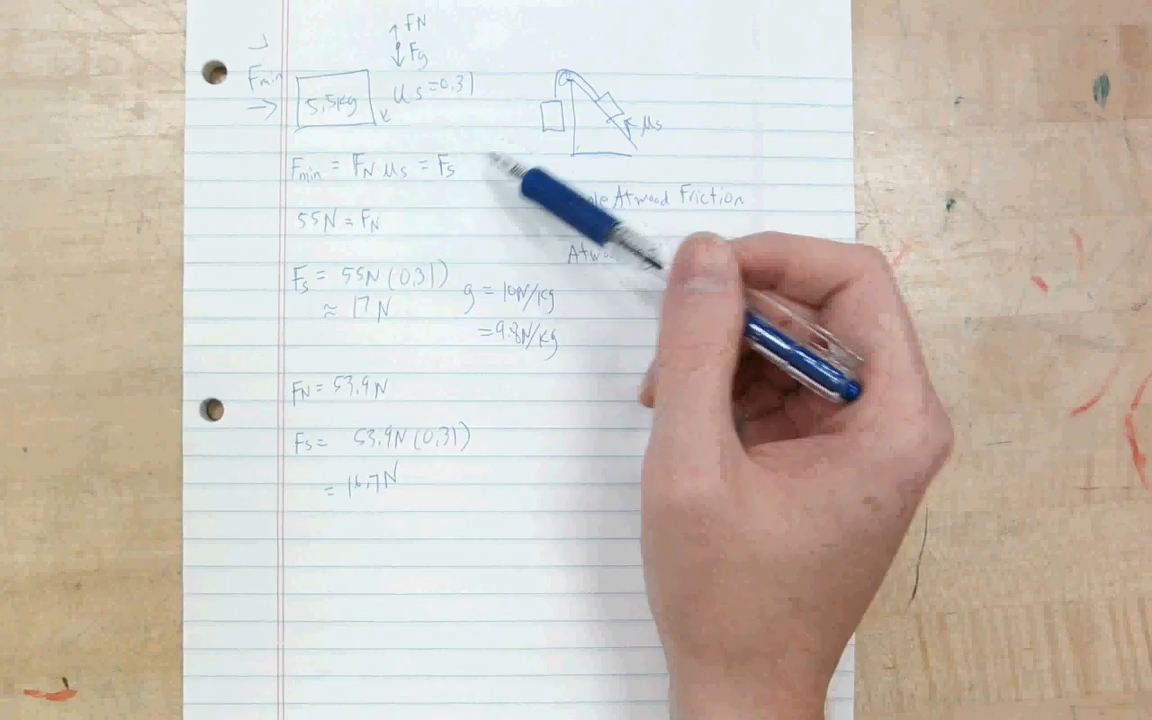 FN
Fg
Fmin
5.5kg
μs = 0.31
μs
Fmin = FN μs = Fs
Atwood Friction
55N = FN
Fs = 55N (0.31)
≈ 17N
g = 10N/kg
= 9.8N/kg
FN = 53.9N
Fs = 53.9N (0.31)
= 16.7N